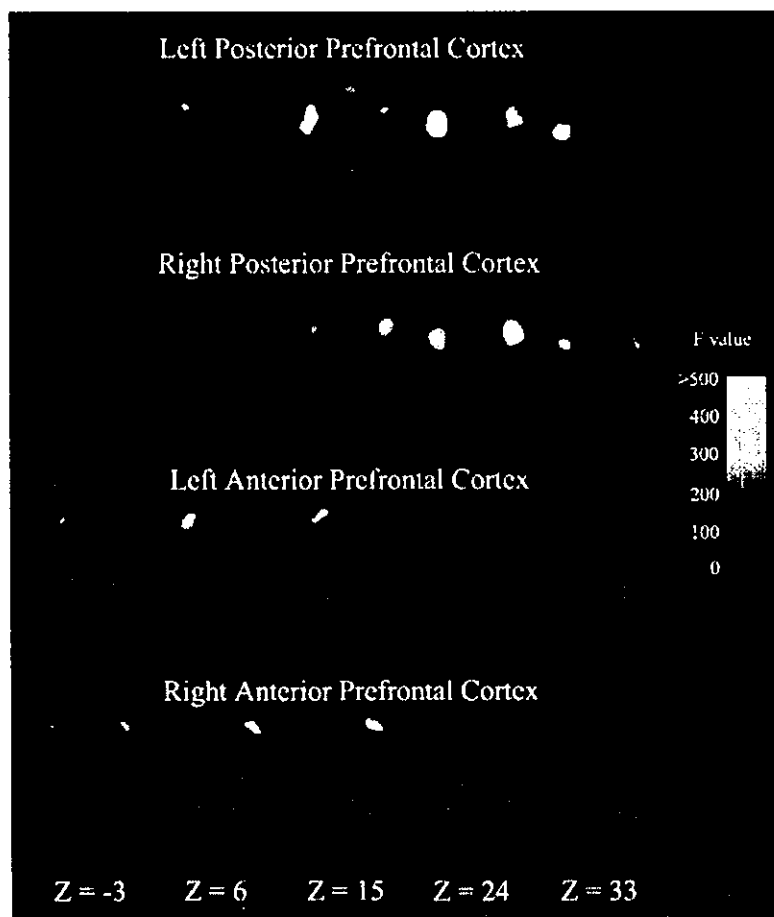 Left Posterior Prefrontal Cortex
Right Posterior Prefrontal Cortex
F value
>500
400
300
200
100
0
Left Anterior Prefrontal Cortex
Right Anterior Prefrontal Cortex
Z = -3 Z = 6 Z = 15 Z = 24 Z = 33